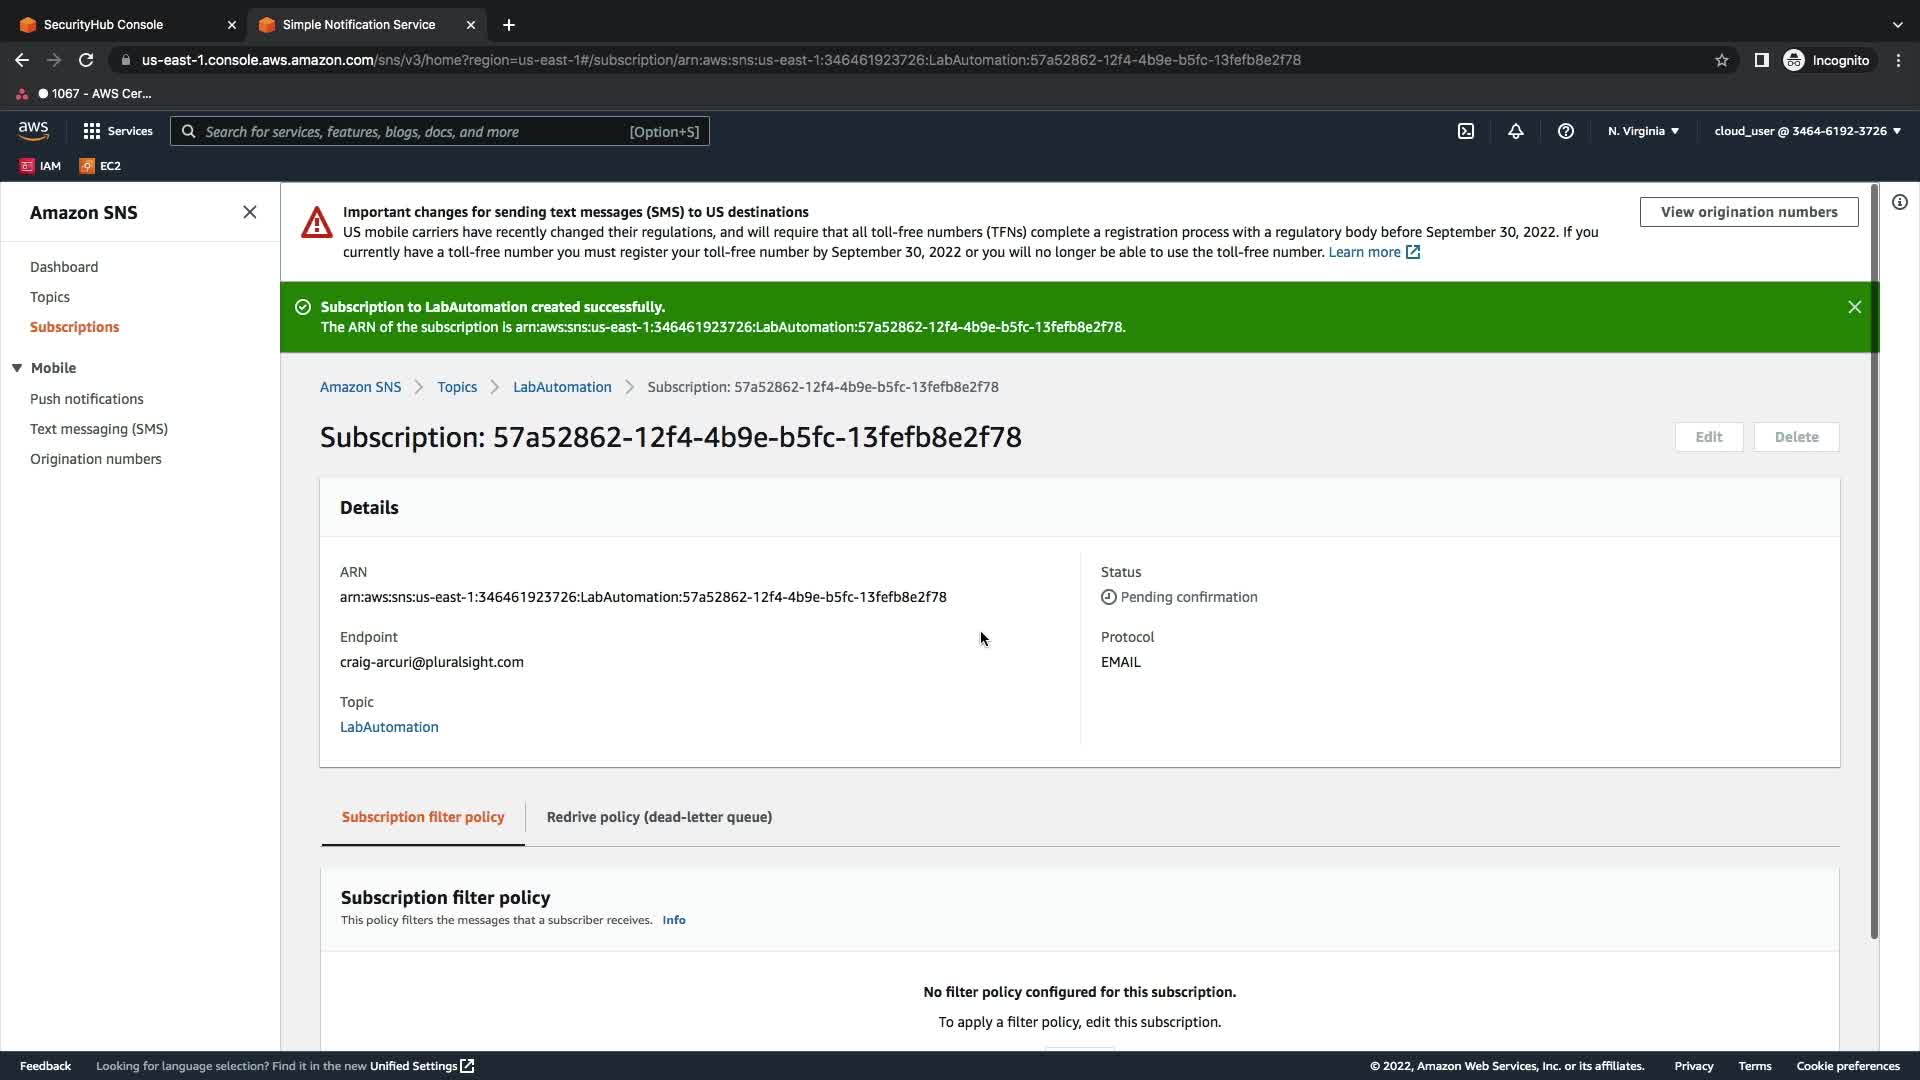 SecurityHub Console
Simple Notification Service
us-east-1.console.aws.amazon.com/sns/v3/home?region=us-east-1#/subscription/arn:aws:sns:us-east-1:346461923726:LabAutomation:57a52862-12f4-4b9e-b5fc-13fefb8e2f78
Incognito
1067 - AWS Cer...
aws
Services
Search for services, features, blogs, docs, and more
[Option+S]
N. Virginia
cloud_user @ 3464-6192-3726
IAM
EC2
Amazon SNS
Dashboard
Topics
Subscriptions
Mobile
Push notifications
Text messaging (SMS)
Origination numbers
Important changes for sending text messages (SMS) to US destinations
US mobile carriers have recently changed their regulations, and will require that all toll-free numbers (TFNs) complete a registration process with a regulatory body before September 30, 2022. If you
currently have a toll-free number you must register your toll-free number by September 30, 2022 or you will no longer be able to use the toll-free number. Learn more
View origination numbers
Subscription to LabAutomation created successfully.
The ARN of the subscription is arn:aws:sns:us-east-1:346461923726:LabAutomation:57a52862-12f4-4b9e-b5fc-13fefb8e2f78.
Amazon SNS
Topics
LabAutomation
Subscription: 57a52862-12f4-4b9e-b5fc-13fefb8e2f78
Subscription: 57a52862-12f4-4b9e-b5fc-13fefb8e2f78
Edit
Delete
Details
ARN
arn:aws:sns:us-east-1:346461923726:LabAutomation:57a52862-12f4-4b9e-b5fc-13fefb8e2f78
Endpoint
craig-arcuri@pluralsight.com
Topic
LabAutomation
Status
Pending confirmation
Protocol
EMAIL
Subscription filter policy
Redrive policy (dead-letter queue)
Subscription filter policy
This policy filters the messages that a subscriber receives. Info
No filter policy configured for this subscription.
To apply a filter policy, edit this subscription.
Feedback
Looking for language selection? Find it in the new Unified Settings
© 2022, Amazon Web Services, Inc. or its affiliates.
Privacy
Terms
Cookie preferences